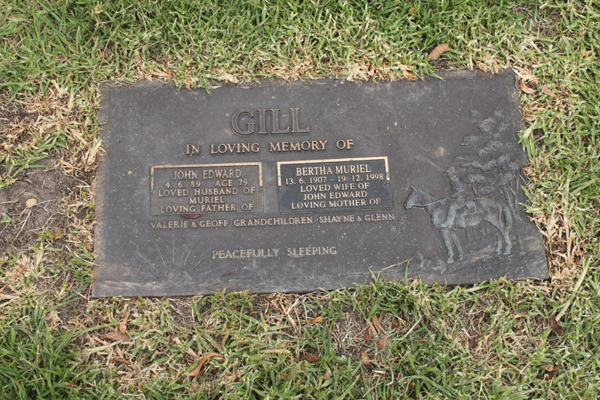 GILL
IN LOVING MEMORY OF
JOHN EDWARD
4. 6. 89 AGE 79
LOVED HUSBAND OF
MURIEL
LOVING FATHER OF
BERTHA MURIEL
13. 6. 1907 - 19. 12. 1998
LOVED WIFE OF
JOHN EDWARD
LOVING MOTHER OF
VALERIE & GEOFF GRANDCHILDREN SHAYNE & GLENN
PEACEFULLY SLEEPING